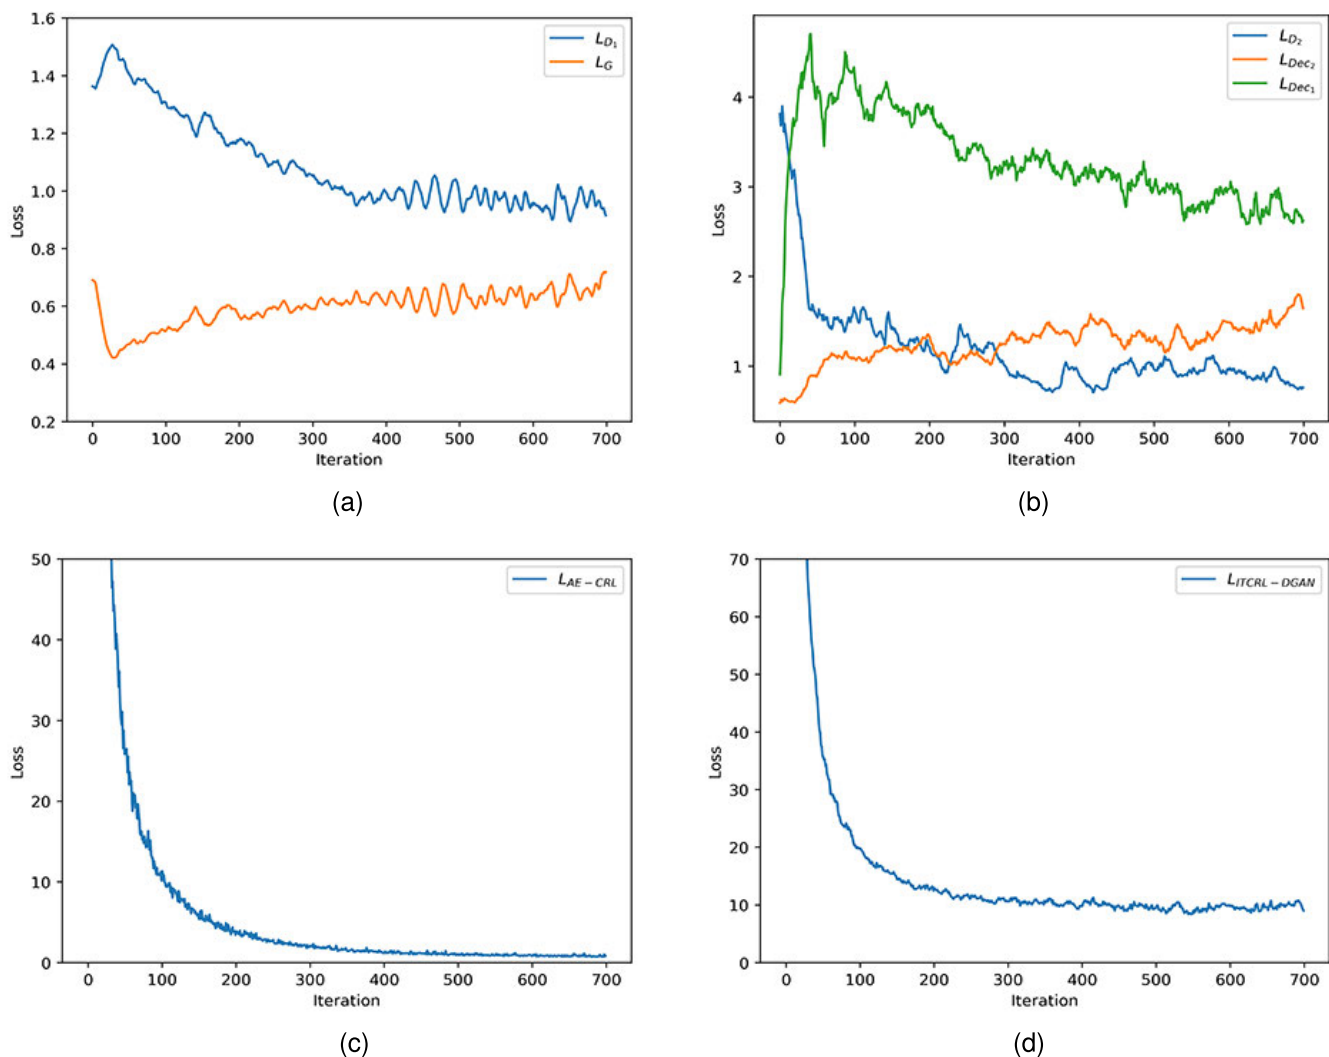 1.6
1.4
1.2
1.0
0.8
0.6
0.4
0.2
Loss
L_{D_1}
L_G
0 100 200 300 400 500 600 700
Iteration
(a)
4
3
2
1
Loss
L_{D_2}
L_{Dec_2}
L_{Dec_1}
0 100 200 300 400 500 600 700
Iteration
(b)
50
40
30
20
10
0
Loss
L_{AE-CRL}
0 100 200 300 400 500 600 700
Iteration
(c)
70
60
50
40
30
20
10
0
Loss
L_{ITCRL-DGAN}
0 100 200 300 400 500 600 700
Iteration
(d)